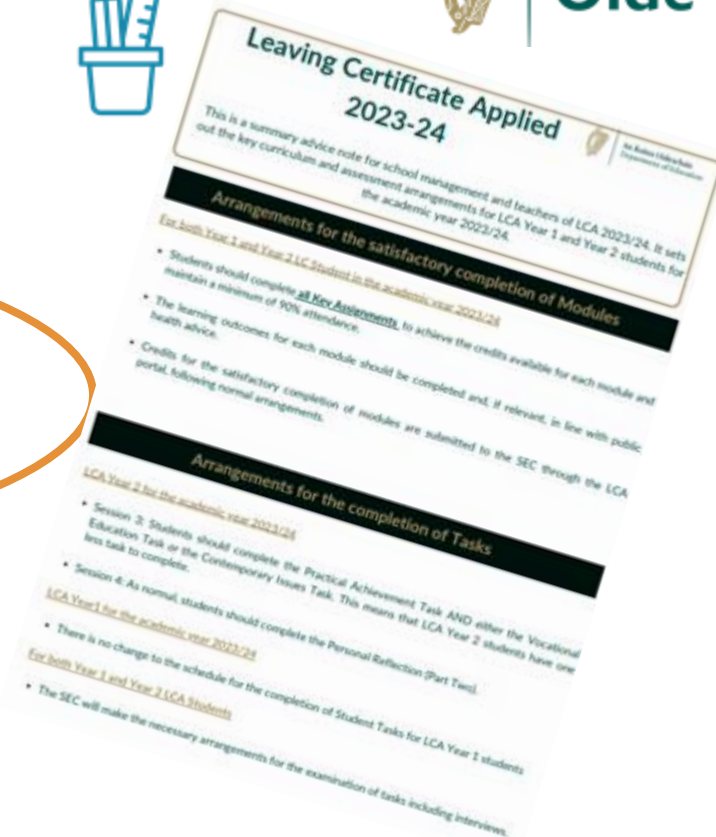 Oide
Leaving Certificate Applied
2023-24
An Roinn Oideachais
Department of Education
This is a summary advice note for school management and teachers of LCA 2023/24. It sets
out the key curriculum and assessment arrangements for LCA Year 1 and Year 2 students for
the academic year 2023/24.
Arrangements for the satisfactory completion of Modules
For both Year 1 and Year 2 LC Student in the academic year 2023/24
• Students should complete all Key Assignments, to achieve the credits available for each module and
maintain a minimum of 90% attendance.
• The learning outcomes for each module should be completed and, if relevant, in line with public
health advice.
• Credits for the satisfactory completion of modules are submitted to the SEC through the LCA
portal, following normal arrangements.
Arrangements for the completion of Tasks
LCA Year 2 for the academic year 2023/24
• Session 3: Students should complete the Practical Achievement Task AND either the Vocational
Education Task or the Contemporary Issues Task. This means that LCA Year 2 students have one
less task to complete.
• Session 4: As normal, students should complete the Personal Reflection (Part Two).
LCA Year1 for the academic year 2023/24
• There is no change to the schedule for the completion of Student Tasks for LCA Year 1 students
For both Year 1 and Year 2 LCA Students
• The SEC will make the necessary arrangements for the examination of tasks including interviews.